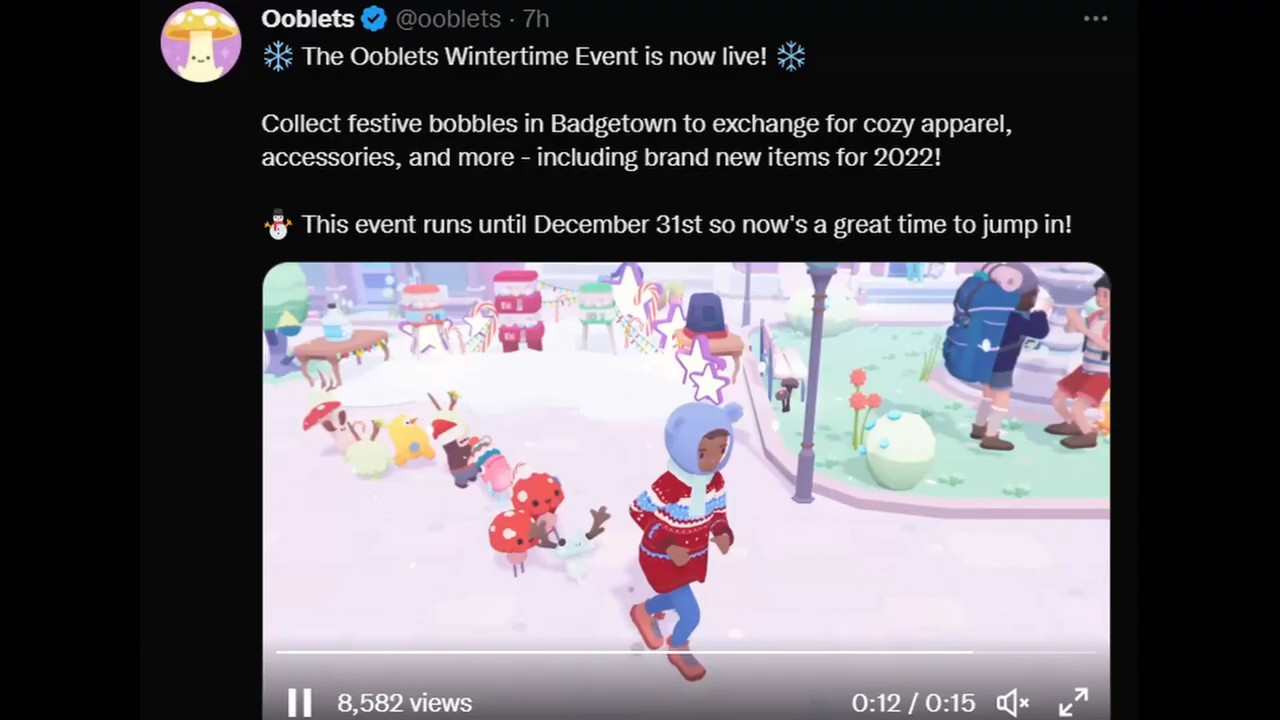 Ooblets @ooblets · 7h
❄️ The Ooblets Wintertime Event is now live! ❄️
Collect festive bobbles in Badgetown to exchange for cozy apparel,
accessories, and more - including brand new items for 2022!
⛄ This event runs until December 31st so now's a great time to jump in!
8,582 views 0:12 / 0:15